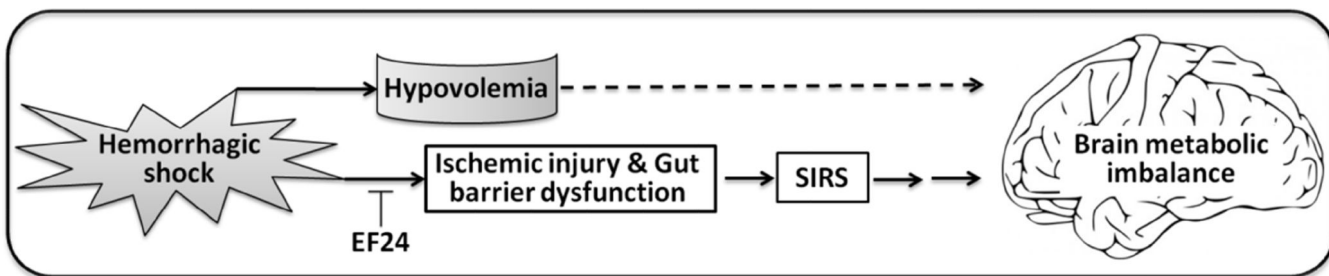 Hypovolemia
Hemorrhagic
shock
Ischemic injury & Gut
barrier dysfunction
SIRS
Brain metabolic
imbalance
EF24